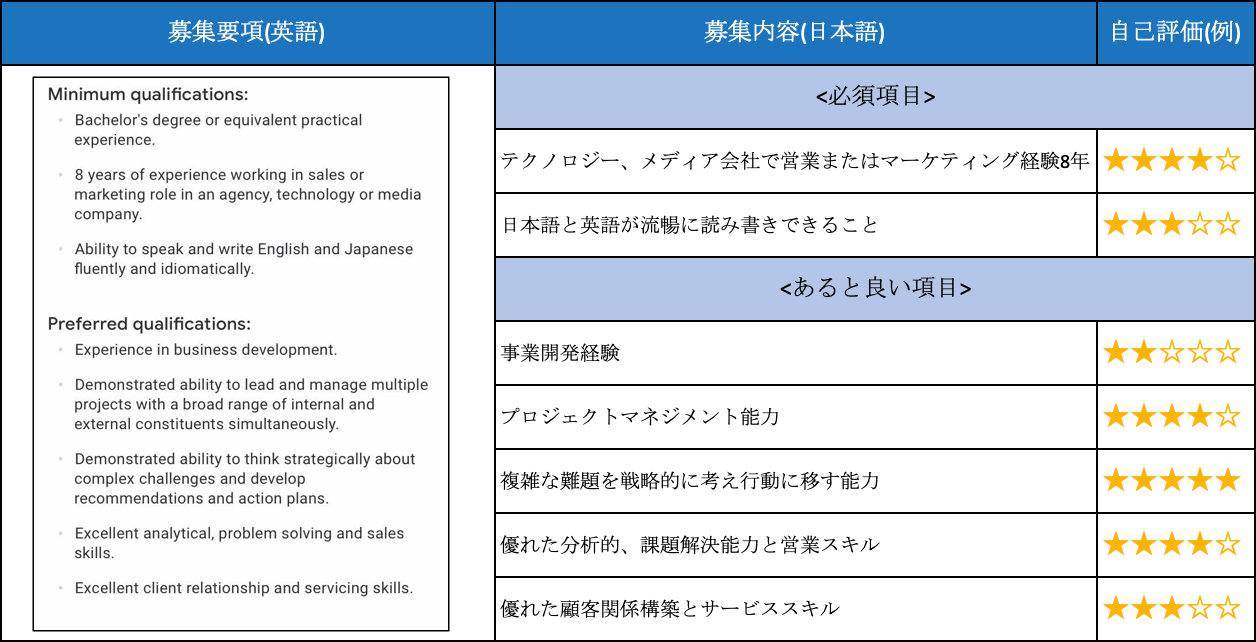 募集要項(英語)
募集内容(日本語)
自己評価(例)
Minimum qualifications:
Bachelor's degree or equivalent practical
experience.
8 years of experience working in sales or
marketing role in an agency, technology or media
company.
Ability to speak and write English and Japanese
fluently and idiomatically.
Preferred qualifications:
Experience in business development.
Demonstrated ability to lead and manage multiple
projects with a broad range of internal and
external constituents simultaneously.
Demonstrated ability to think strategically about
complex challenges and develop
recommendations and action plans.
Excellent analytical, problem solving and sales
skills.
Excellent client relationship and servicing skills.
<必須項目>
テクノロジー、メディア会社で営業またはマーケティング経験8年
★★★★☆
日本語と英語が流暢に読み書きできること
★★★☆☆
<あると良い項目>
事業開発経験
★★☆☆☆
プロジェクトマネジメント能力
★★★★☆
複雑な難題を戦略的に考え行動に移す能力
★★★★★
優れた分析的、課題解決能力と営業スキル
★★★★☆
優れた顧客関係構築とサービススキル
★★★☆☆